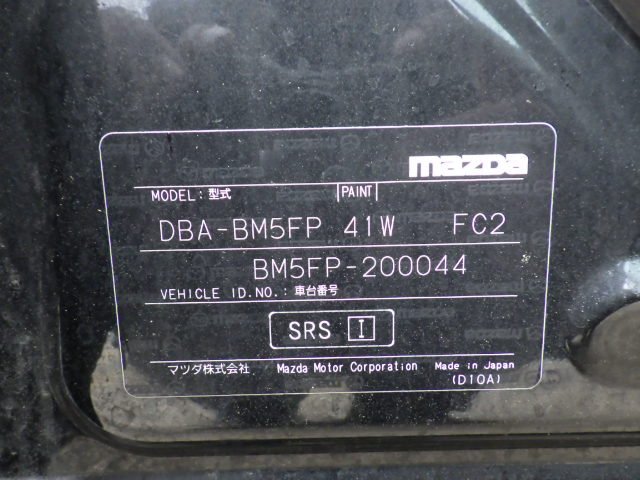 mazda
MODEL: 型式 PAINT
DBA-BM5FP 41W FC2
BM5FP-200044
VEHICLE ID.NO.: 車台番号
SRS I
マツダ株式会社 Mazda Motor Corporation Made in Japan
(D10A)